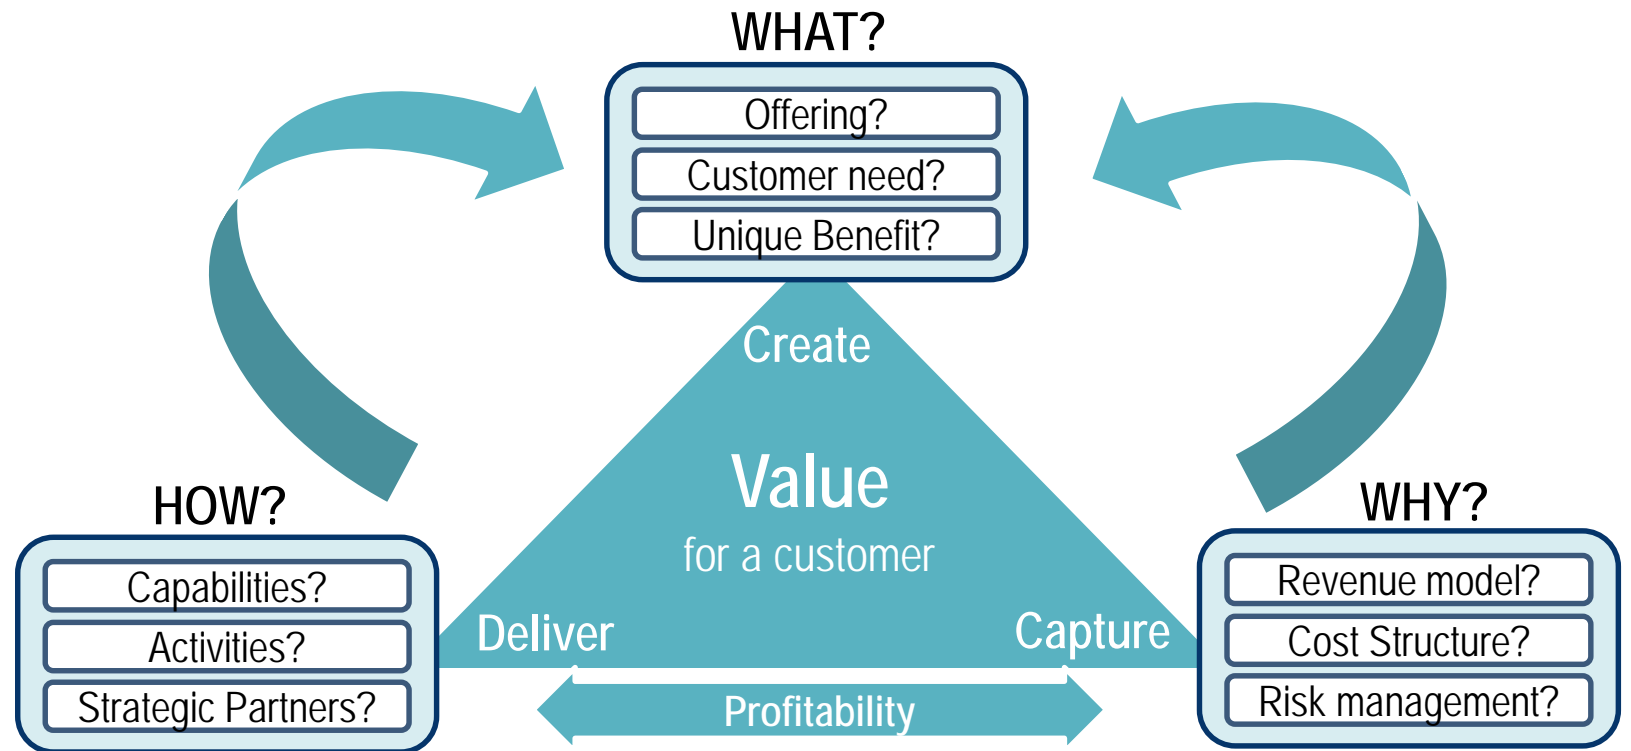 WHAT?
Offering?
Customer need?
Unique Benefit?
Create
Value
for a customer
HOW?
Capabilities?
Activities?
Strategic Partners?
Deliver
Capture
Profitability
WHY?
Revenue model?
Cost Structure?
Risk management?